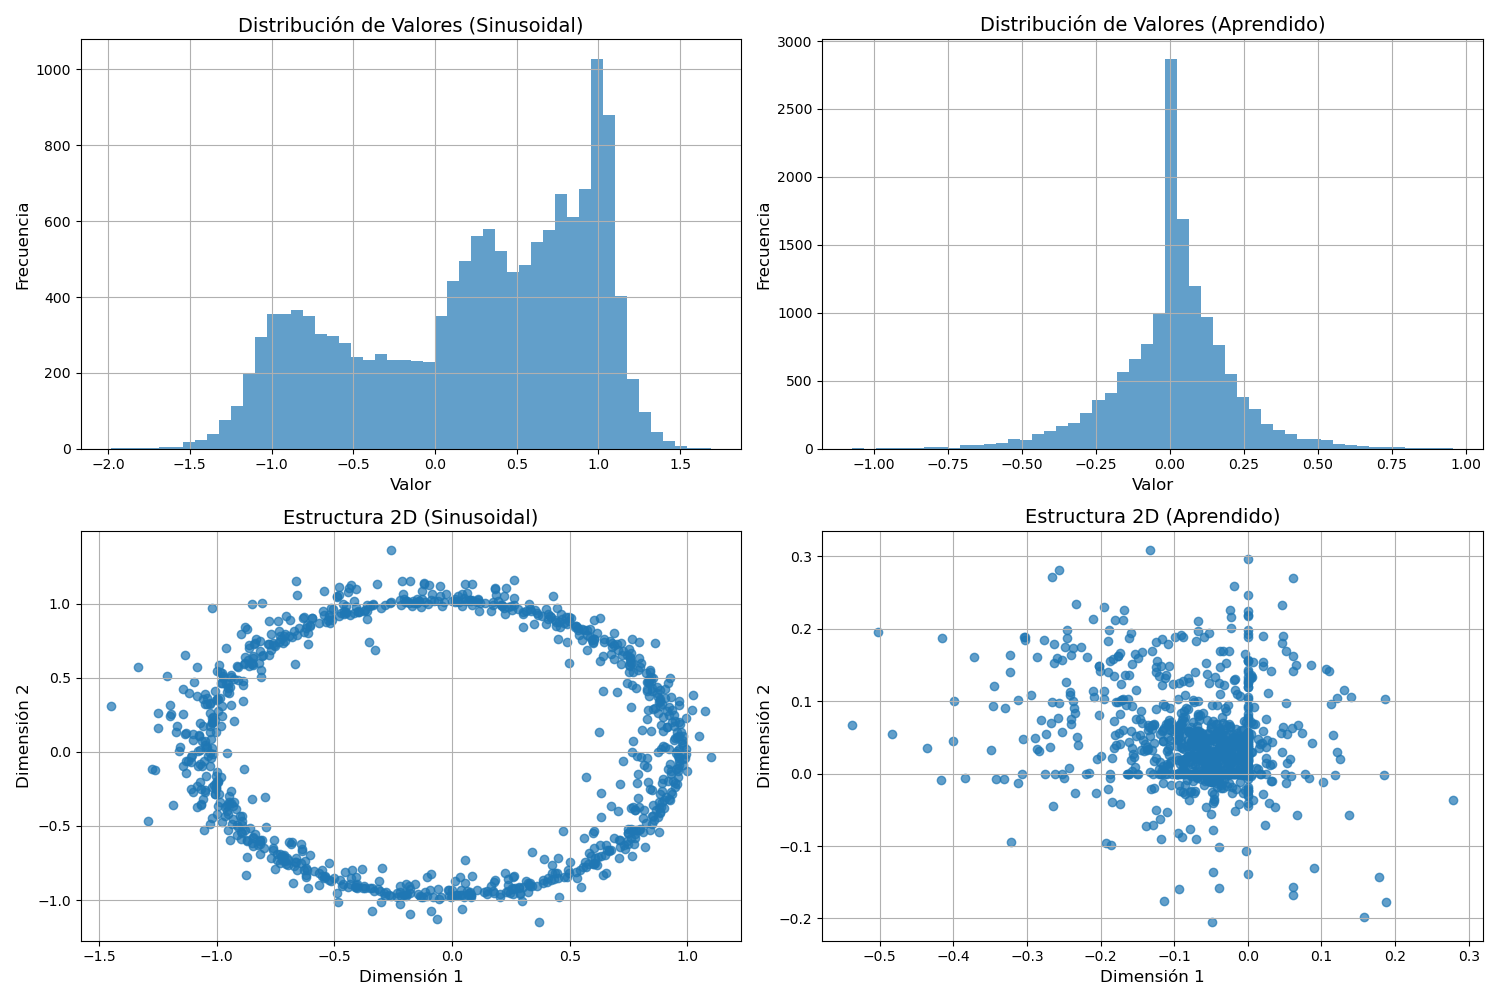 Distribución de Valores (Sinusoidal)
1000
800
600
400
200
0
Frecuencia
−2.0 −1.5 −1.0 −0.5 0.0 0.5 1.0 1.5
Valor
Distribución de Valores (Aprendido)
3000
2500
2000
1500
1000
500
0
Frecuencia
−1.00 −0.75 −0.50 −0.25 0.00 0.25 0.50 0.75 1.00
Valor
Estructura 2D (Sinusoidal)
1.0
0.5
0.0
−0.5
−1.0
Dimensión 2
−1.5 −1.0 −0.5 0.0 0.5 1.0
Dimensión 1
Estructura 2D (Aprendido)
0.3
0.2
0.1
0.0
−0.1
−0.2
Dimensión 2
−0.5 −0.4 −0.3 −0.2 −0.1 0.0 0.1 0.2 0.3
Dimensión 1